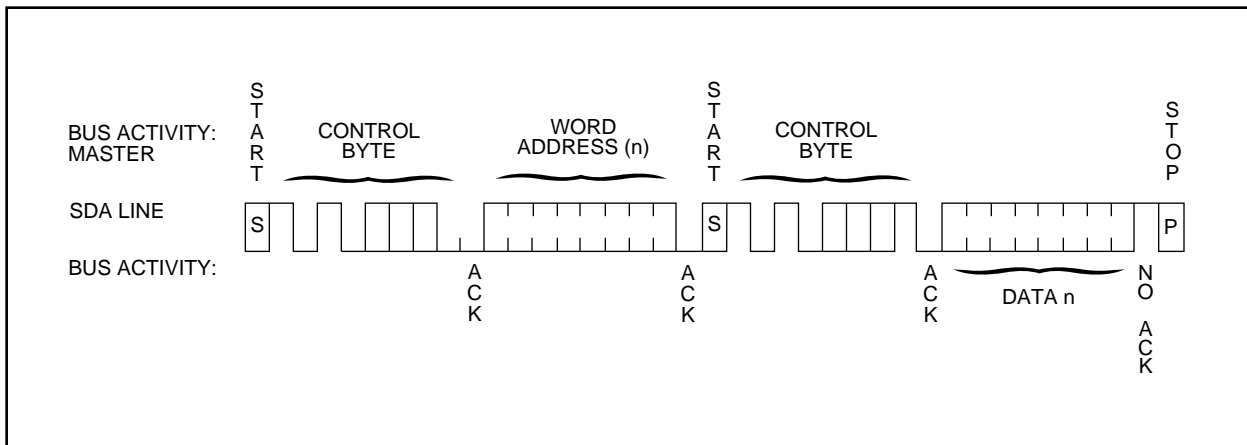 START
START
STOP
BUS ACTIVITY:
MASTER
CONTROL
BYTE
WORD
ADDRESS (n)
CONTROL
BYTE
SDA LINE
S
S
P
BUS ACTIVITY:
ACK
ACK
ACK
DATA n
NO ACK